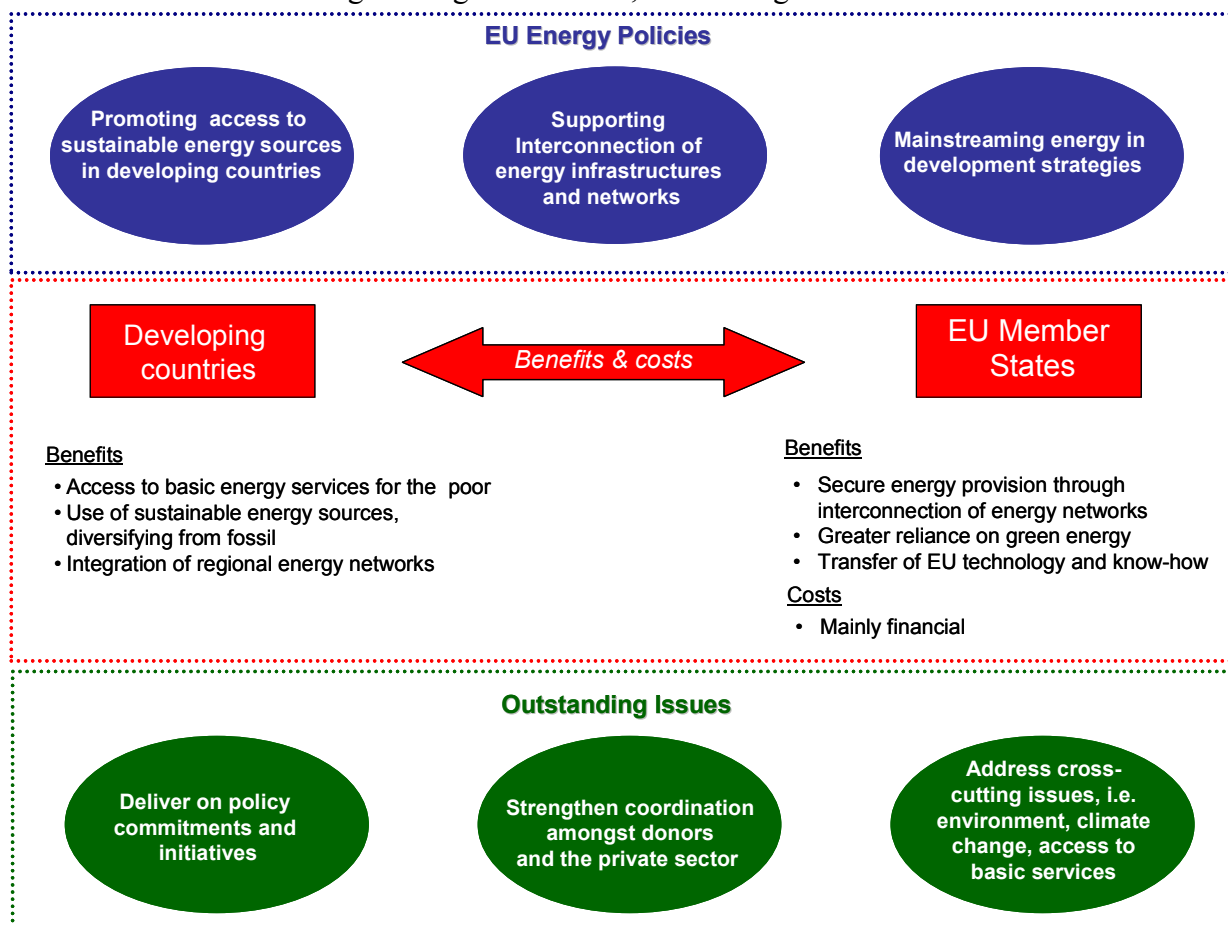 EU Energy Policies
Promoting access to
sustainable energy sources
in developing countries
Supporting
Interconnection of
energy infrastructures
and networks
Mainstreaming energy in
development strategies
Developing
countries
Benefits & costs
EU Member
States
Benefits
• Access to basic energy services for the poor
• Use of sustainable energy sources,
diversifying from fossil
• Integration of regional energy networks
Benefits
• Secure energy provision through
interconnection of energy networks
• Greater reliance on green energy
• Transfer of EU technology and know-how
Costs
• Mainly financial
Outstanding Issues
Deliver on policy
commitments and
initiatives
Strengthen coordination
amongst donors
and the private sector
Address cross-
cutting issues, i.e.
environment, climate
change, access to
basic services